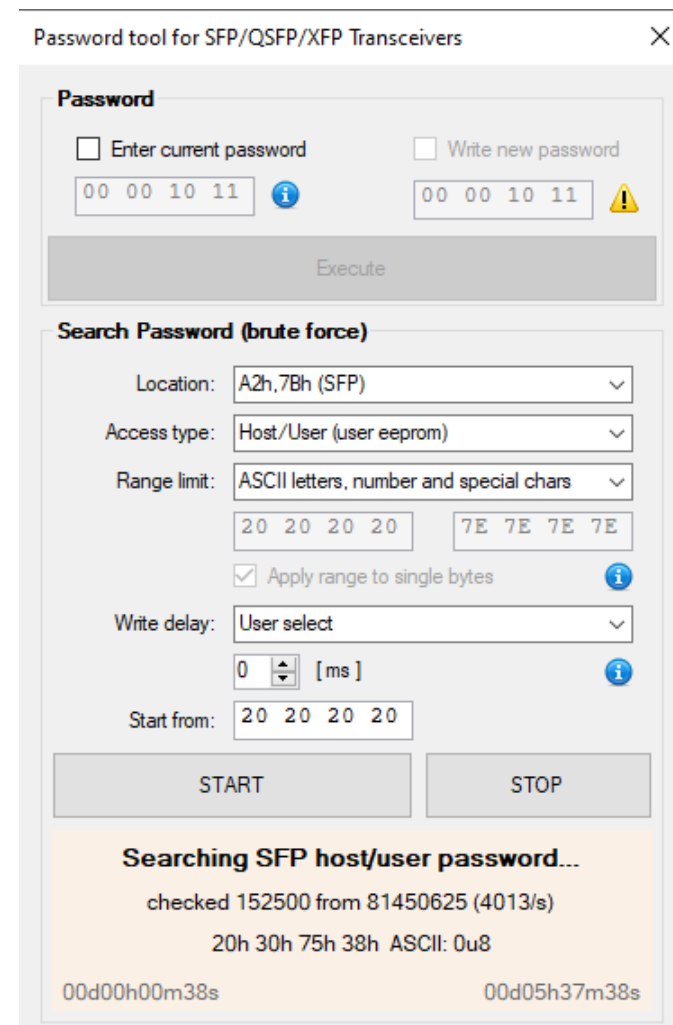 Password tool for SFP/QSFP/XFP Transceivers
Password
Enter current password Write new password
00 00 10 11 00 00 10 11
Execute
Search Password (brute force)
Location: A2h,7Bh (SFP)
Access type: Host/User (user eeprom)
Range limit: ASCII letters, number and special chars
20 20 20 20 7E 7E 7E 7E
Apply range to single bytes
Write delay: User select
0 [ ms ]
Start from: 20 20 20 20
START STOP
Searching SFP host/user password...
checked 152500 from 81450625 (4013/s)
20h 30h 75h 38h ASCII: 0u8
00d00h00m38s 00d05h37m38s